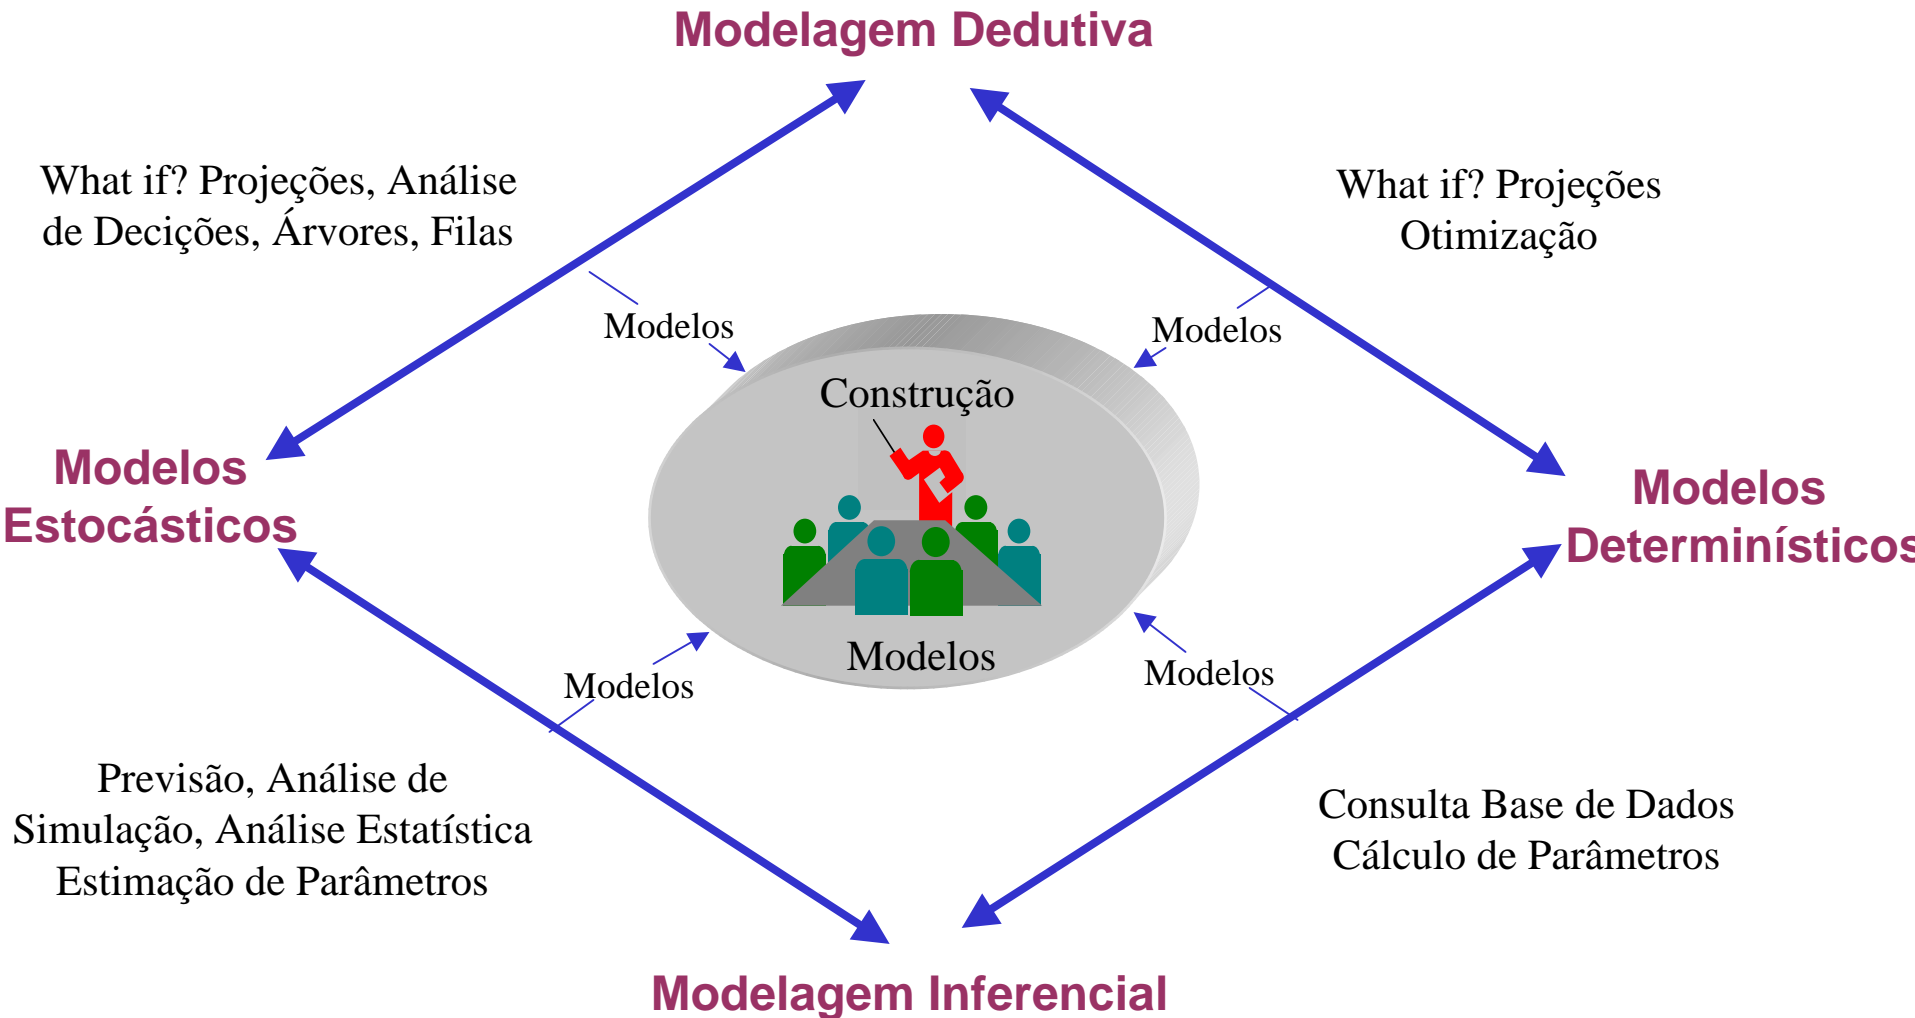 Modelagem Dedutiva
What if? Projeções, Análise
de Decições, Árvores, Filas
What if? Projeções
Otimização
Modelos
Modelos
Construção
Modelos
Estocásticos
Modelos
Determinísticos
Modelos
Modelos
Modelos
Previsão, Análise de
Simulação, Análise Estatística
Estimação de Parâmetros
Consulta Base de Dados
Cálculo de Parâmetros
Modelagem Inferencial